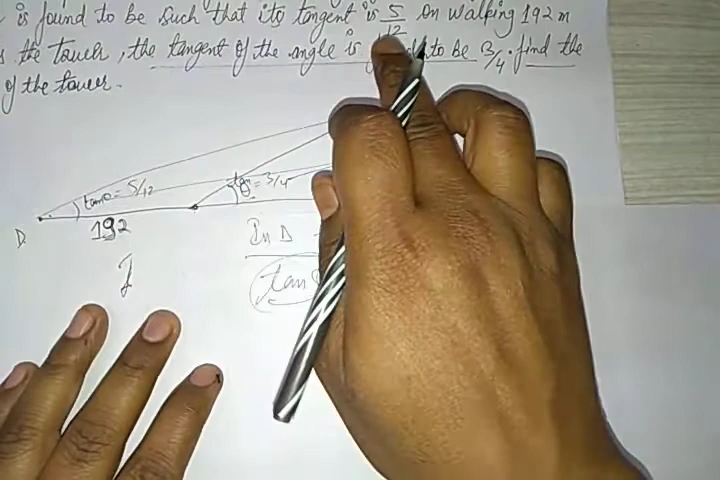 is found to be such that its tangent is 5/12 on walking 192 m
the tower, the tangent of the angle is to be 3/4. find the
of the tower.
tanθ = 5/12
tan θ = 3/4
D
192
In Δ
tan